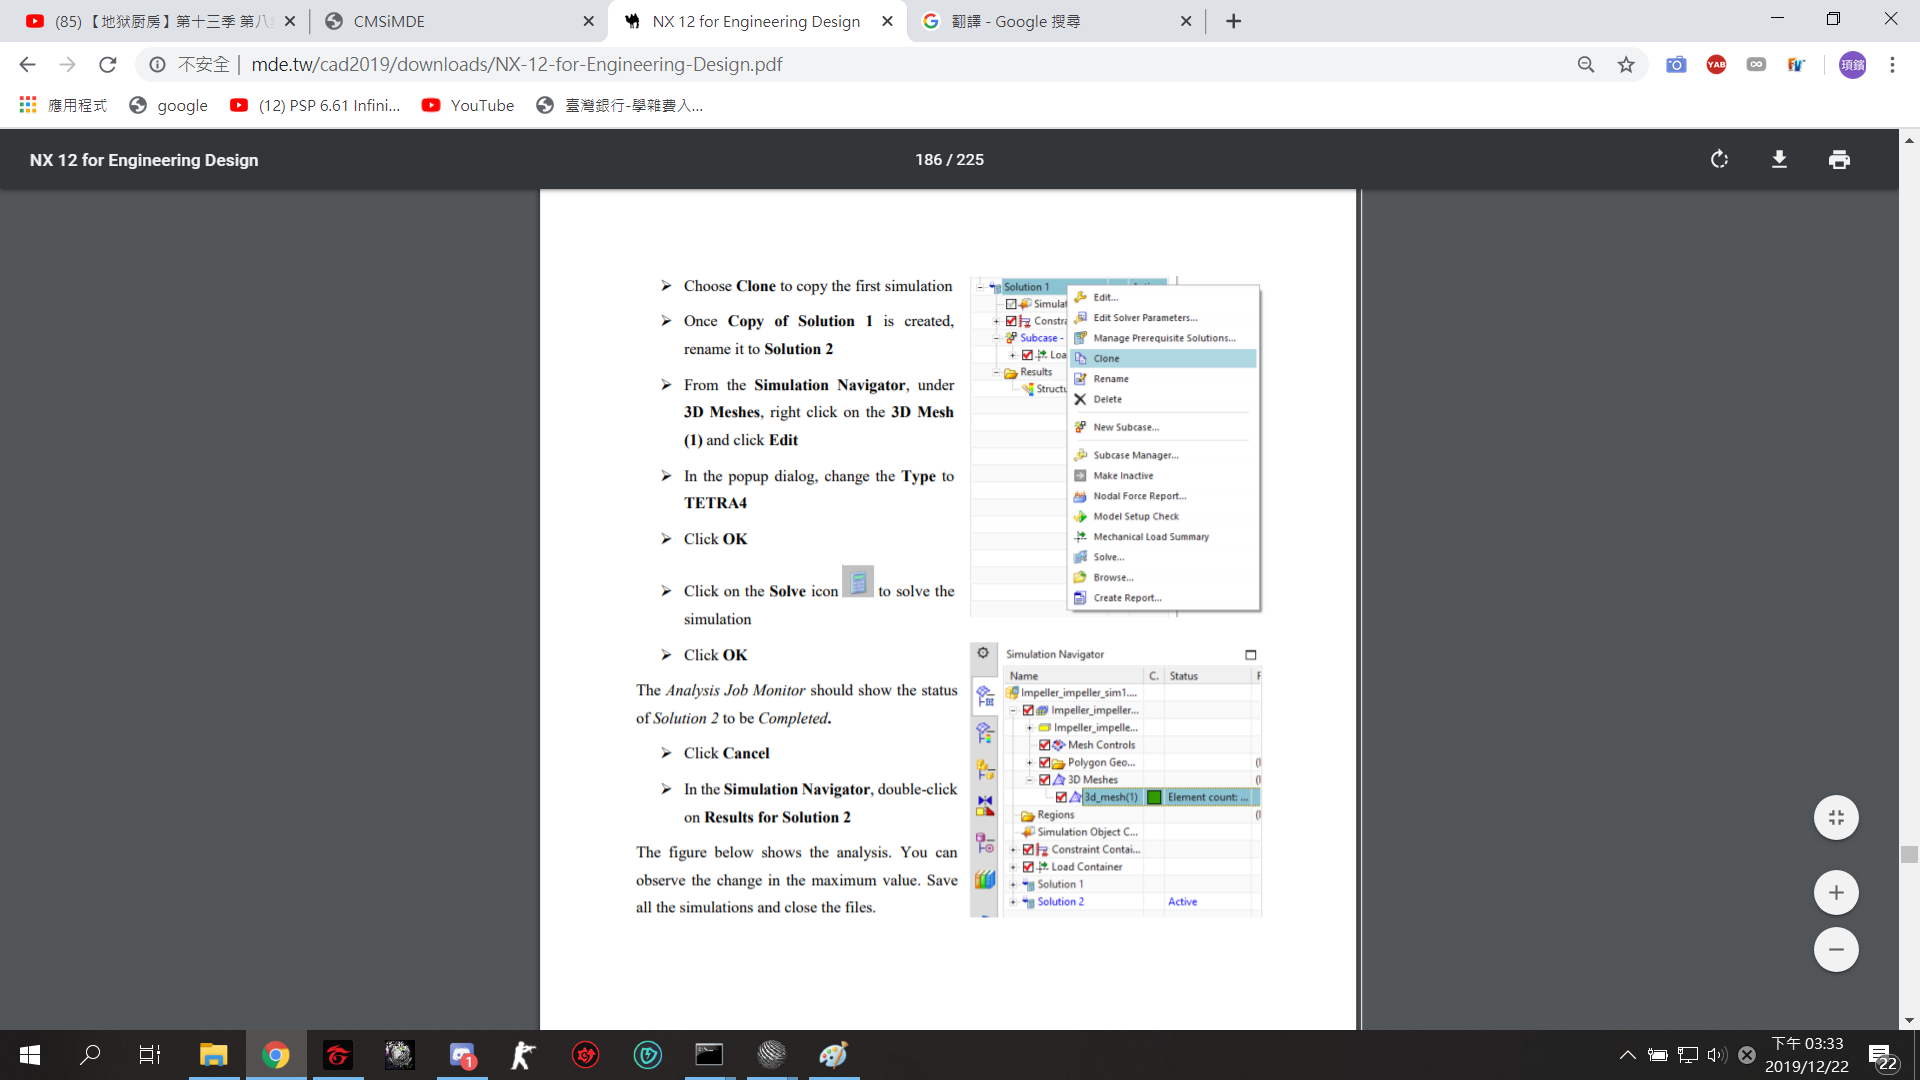 (85) 【地獄厨房】第十三季 第八
CMSiMDE
NX 12 for Engineering Design
翻譯 - Google 搜尋
不安全 | mde.tw/cad2019/downloads/NX-12-for-Engineering-Design.pdf
YAB
項鑌
應用程式
google
(12) PSP 6.61 Infini...
YouTube
臺灣銀行-學雜費入...
NX 12 for Engineering Design
186 / 225
➢ Choose Clone to copy the first simulation
➢ Once Copy of Solution 1 is created,
rename it to Solution 2
➢ From the Simulation Navigator, under
3D Meshes, right click on the 3D Mesh
(1) and click Edit
➢ In the popup dialog, change the Type to
TETRA4
➢ Click OK
➢ Click on the Solve icon to solve the
simulation
➢ Click OK
The Analysis Job Monitor should show the status
of Solution 2 to be Completed.
➢ Click Cancel
➢ In the Simulation Navigator, double-click
on Results for Solution 2
The figure below shows the analysis. You can
observe the change in the maximum value. Save
all the simulations and close the files.
Solution 1
Simulat
Constra
Subcase -
Loa
Results
Structu
Edit...
Edit Solver Parameters...
Manage Prerequisite Solutions...
Clone
Rename
Delete
New Subcase...
Subcase Manager...
Make Inactive
Nodal Force Report...
Model Setup Check
Mechanical Load Summary
Solve...
Browse...
Create Report...
Simulation Navigator
Name C. Status
Impeller_impeller_sim1....
Impeller_impeller...
Impeller_impelle...
Mesh Controls
Polygon Geo...
3D Meshes
3d_mesh(1) Element count: ...
Regions
Simulation Object C...
Constraint Contai...
Load Container
Solution 1
Solution 2 Active
1
下午 03:33
2019/12/22
22